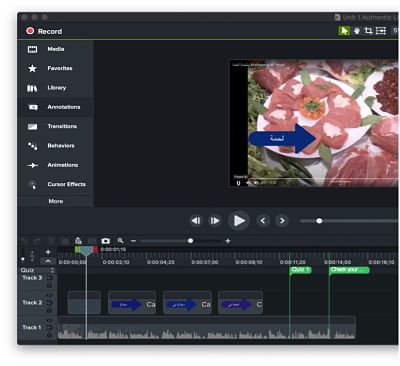 Unit 1 Authentic Li
Record
Media
Favorites
Library
Annotations
Transitions
Behaviors
Animations
Cursor Effects
More
لحمة
0:00:01;15
0:00:00;00
0:00:02;10
0:00:04;20
0:00:07;00
0:00:09;10
0:00:11;20
0:00:14;00
0:00:16;10
Quiz
Quiz 1
Check your...
Track 3
Track 2
Ca
Ca
C
Track 1